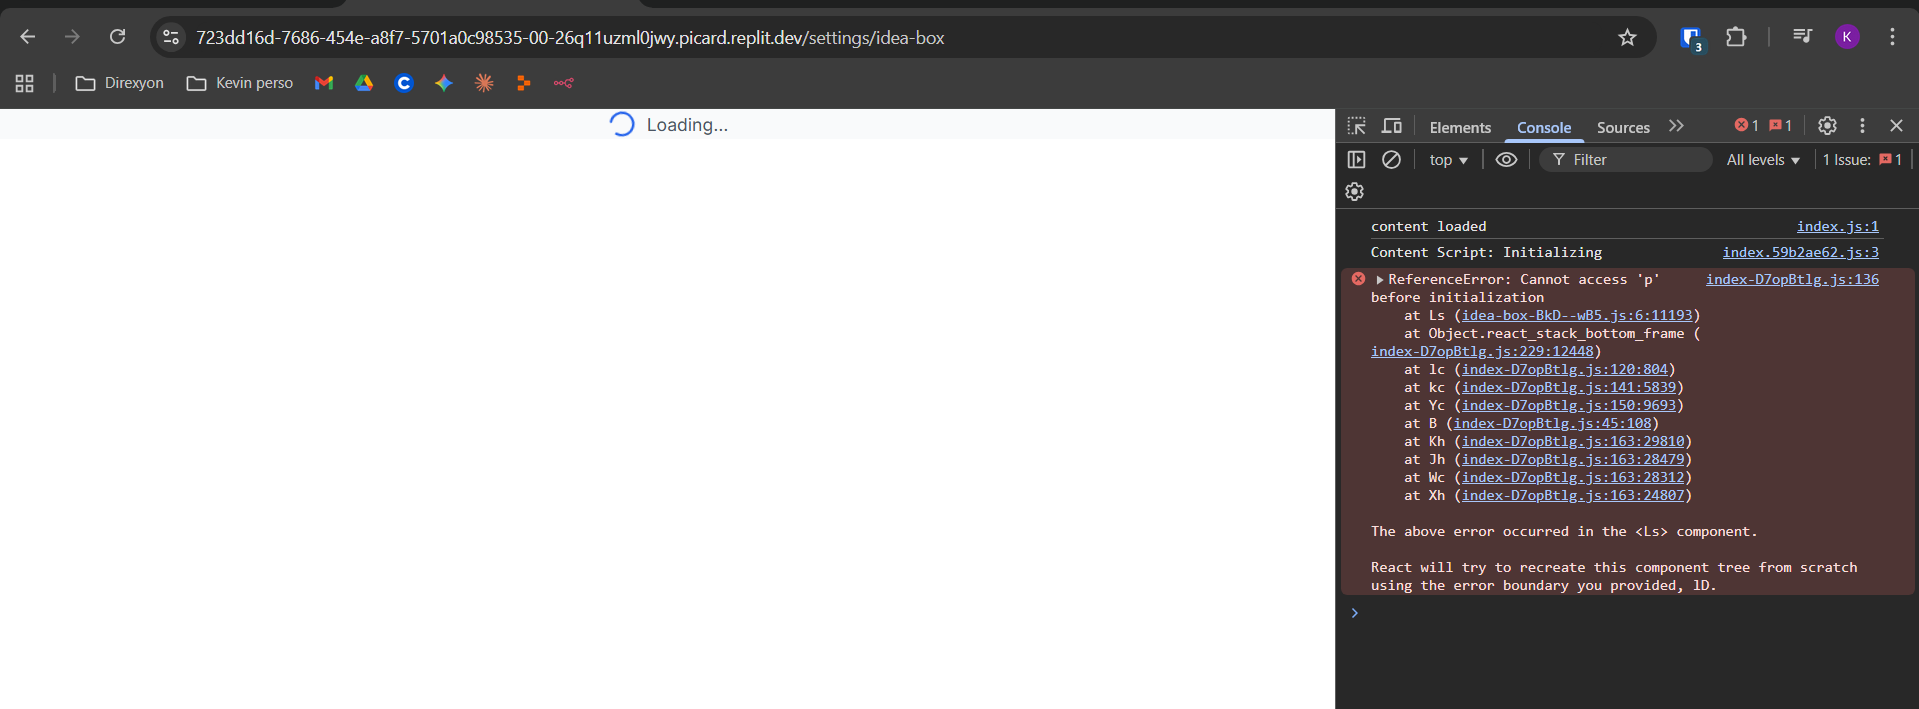 723dd16d-7686-454e-a8f7-5701a0c98535-00-26q11uzml0jwy.picard.replit.dev/settings/idea-box
3
K
Direxyon
Kevin perso
C
Loading...
Elements
Console
Sources
1
1
top
Filter
All levels
1 Issue:
1
content loaded index.js:1
Content Script: Initializing index.59b2ae62.js:3
ReferenceError: Cannot access 'p' index-D7opBtlg.js:136
before initialization
at Ls (idea-box-BkD--wB5.js:6:11193)
at Object.react_stack_bottom_frame (
index-D7opBtlg.js:229:12448)
at lc (index-D7opBtlg.js:120:804)
at kc (index-D7opBtlg.js:141:5839)
at Yc (index-D7opBtlg.js:150:9693)
at B (index-D7opBtlg.js:45:108)
at Kh (index-D7opBtlg.js:163:29810)
at Jh (index-D7opBtlg.js:163:28479)
at Wc (index-D7opBtlg.js:163:28312)
at Xh (index-D7opBtlg.js:163:24807)
The above error occurred in the <Ls> component.
React will try to recreate this component tree from scratch
using the error boundary you provided, lD.